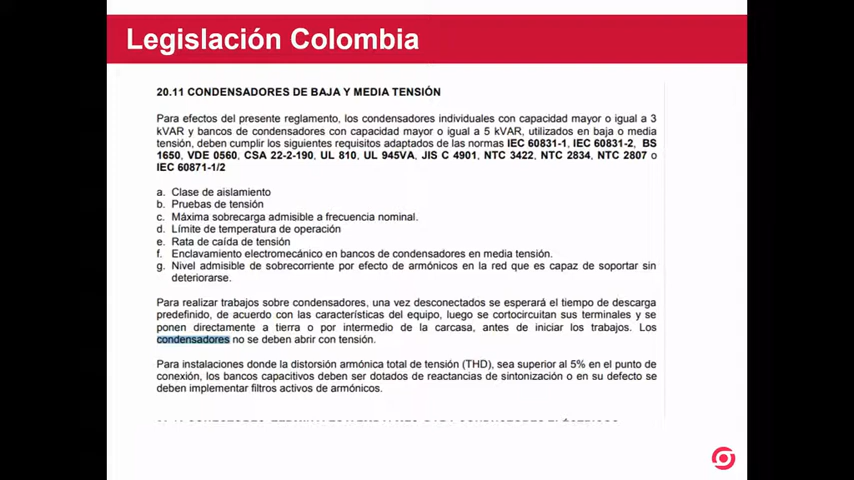 Legislación Colombia
20.11 CONDENSADORES DE BAJA Y MEDIA TENSIÓN
Para efectos del presente reglamento, los condensadores individuales con capacidad mayor o igual a 3
kVAR y bancos de condensadores con capacidad mayor o igual a 5 kVAR, utilizados en baja o media
tensión, deben cumplir los siguientes requisitos adaptados de las normas IEC 60831-1, IEC 60831-2, BS
1650, VDE 0560, CSA 22-2-190, UL 810, UL 945VA, JIS C 4901, NTC 3422, NTC 2834, NTC 2807 o
IEC 60871-1/2
a. Clase de aislamiento
b. Pruebas de tensión
c. Máxima sobrecarga admisible a frecuencia nominal.
d. Límite de temperatura de operación
e. Rata de caída de tensión
f. Enclavamiento electromecánico en bancos de condensadores en media tensión.
g. Nivel admisible de sobrecorriente por efecto de armónicos en la red que es capaz de soportar sin
deteriorarse.
Para realizar trabajos sobre condensadores, una vez desconectados se esperará el tiempo de descarga
predefinido, de acuerdo con las características del equipo, luego se cortocircuitan sus terminales y se
ponen directamente a tierra o por intermedio de la carcasa, antes de iniciar los trabajos. Los
condensadores no se deben abrir con tensión.
Para instalaciones donde la distorsión armónica total de tensión (THD), sea superior al 5% en el punto de
conexión, los bancos capacitivos deben ser dotados de reactancias de sintonización o en su defecto se
deben implementar filtros activos de armónicos.